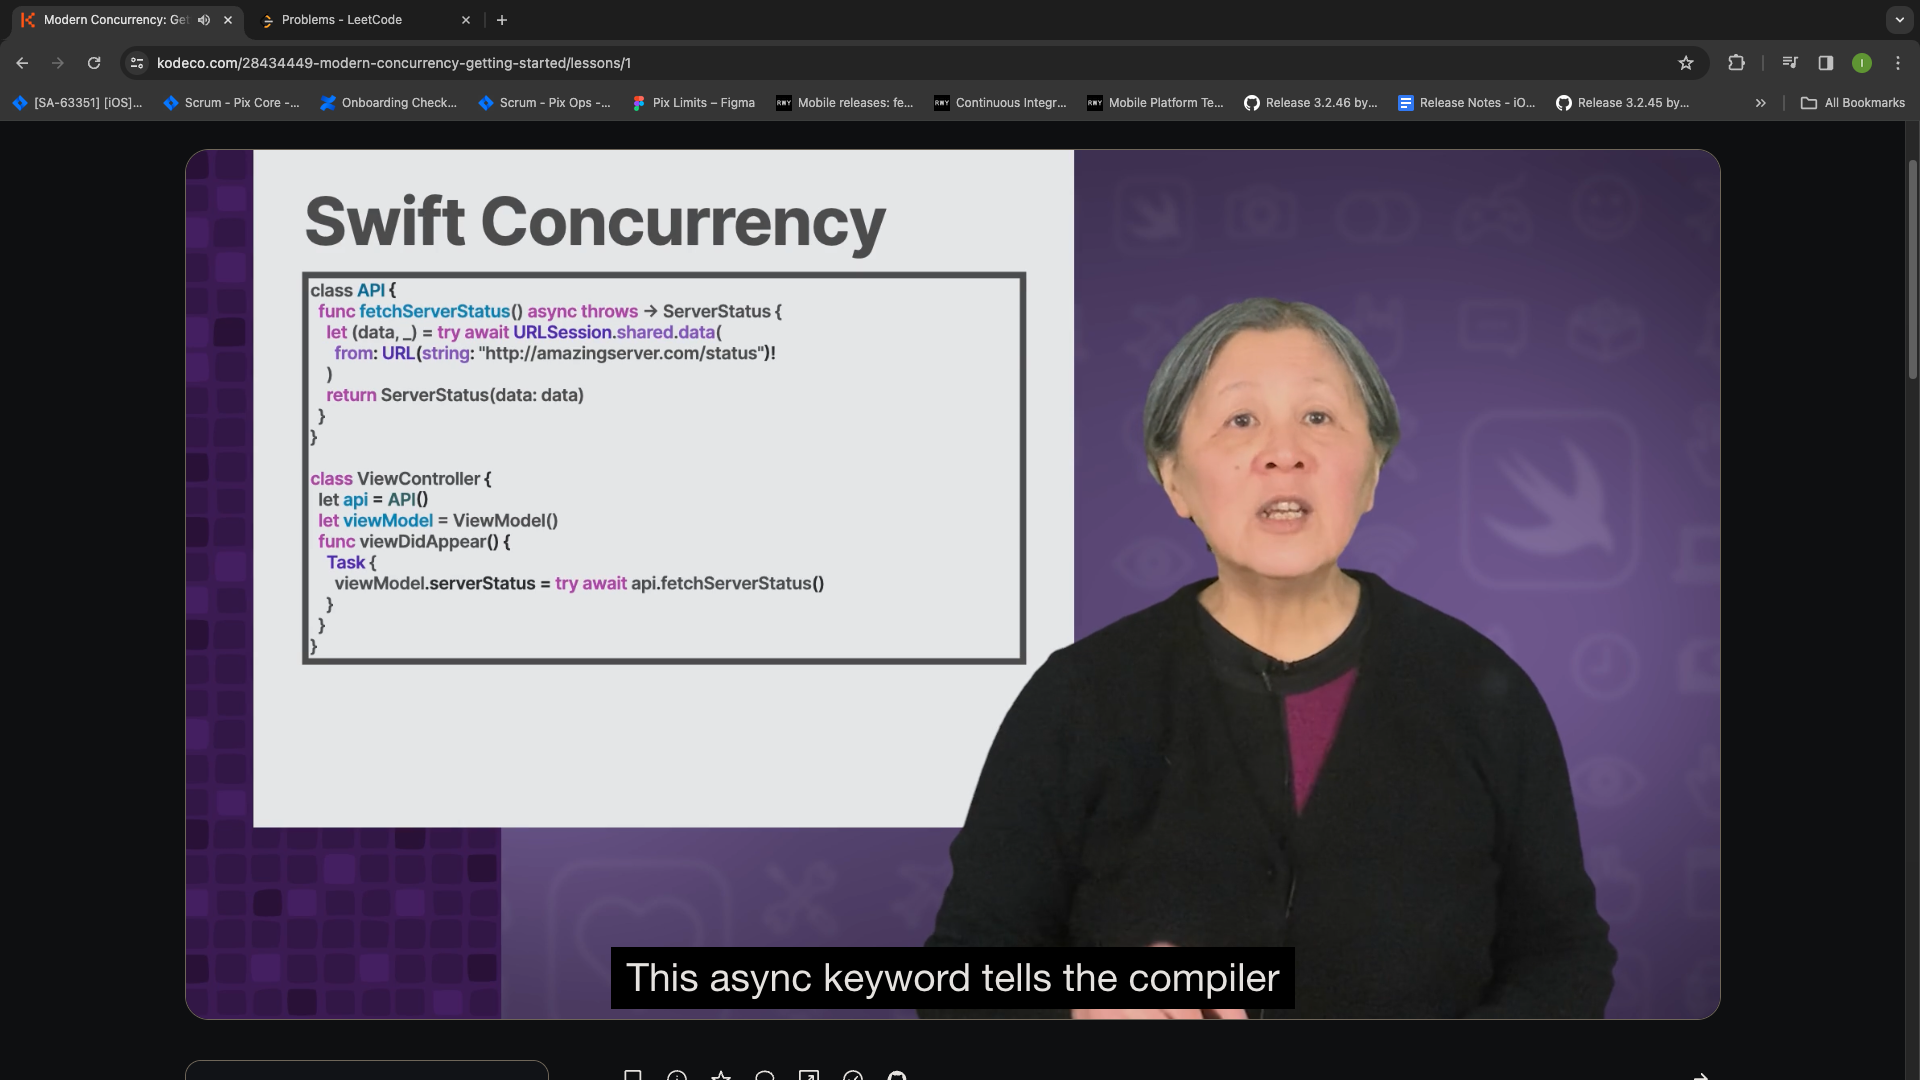 Modern Concurrency: Get
Problems - LeetCode
kodeco.com/28434449-modern-concurrency-getting-started/lessons/1
I
[SA-63351] [iOS]...
Scrum - Pix Core -...
Onboarding Check...
Scrum - Pix Ops -...
Pix Limits – Figma
RWY
Mobile releases: fe...
RWY
Continuous Integr...
RWY
Mobile Platform Te...
Release 3.2.46 by...
Release Notes - iO...
Release 3.2.45 by...
All Bookmarks
Swift Concurrency
class API {
func fetchServerStatus() async throws → ServerStatus {
let (data, _) = try await URLSession.shared.data(
from: URL(string: "http://amazingserver.com/status")!
)
return ServerStatus(data: data)
}
}
class ViewController {
let api = API()
let viewModel = ViewModel()
func viewDidAppear() {
Task {
viewModel.serverStatus = try await api.fetchServerStatus()
}
}
}
This async keyword tells the compiler